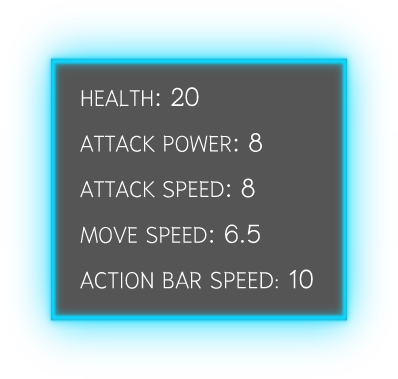 HEALTH: 20
ATTACK POWER: 8
ATTACK SPEED: 8
MOVE SPEED: 6.5
ACTION BAR SPEED: 10